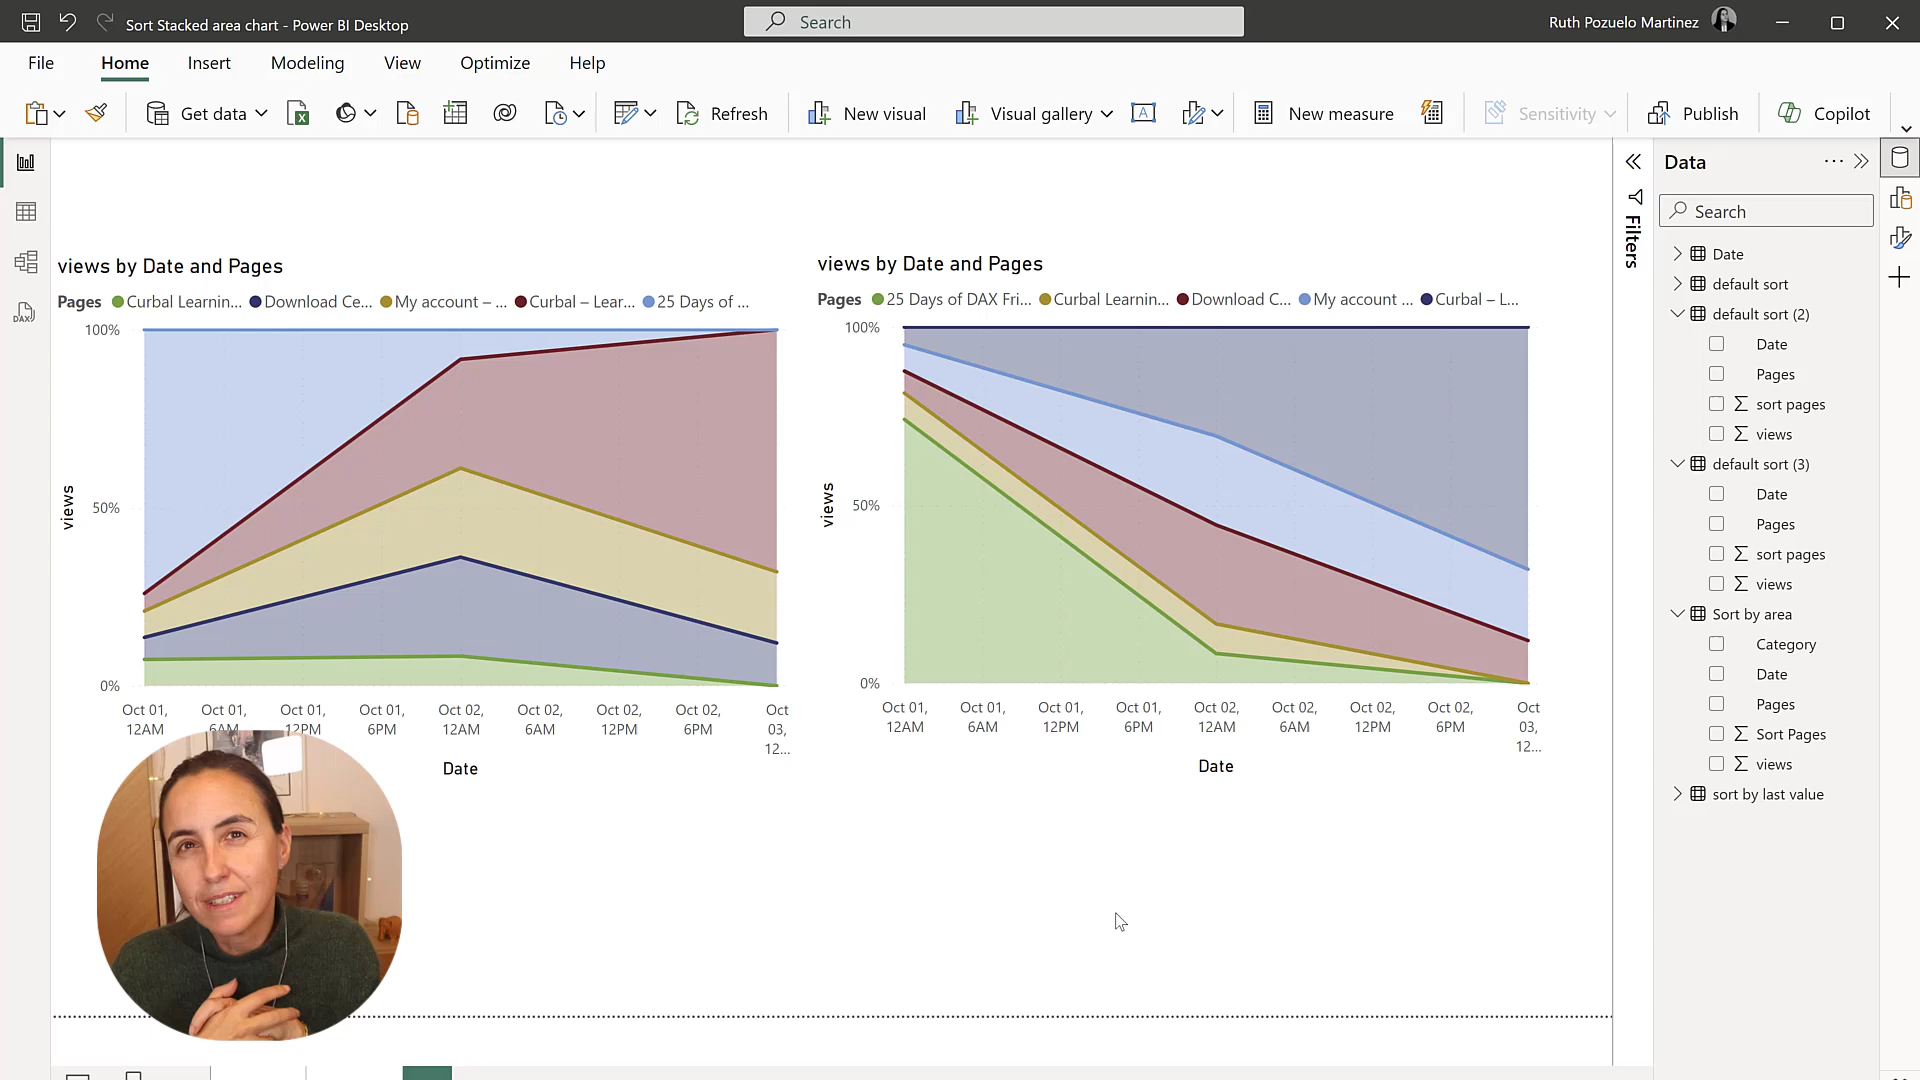 Sort Stacked area chart - Power BI Desktop
Search
Ruth Pozuelo Martinez
File Home Insert Modeling View Optimize Help
Get data Refresh New visual Visual gallery New measure Sensitivity Publish Copilot
DAX
views by Date and Pages
Pages Curbal Learnin... Download Ce... My account – ... Curbal – Lear... 25 Days of ...
100%
50%
0%
views
Oct 01, 12AM
Oct 01, 6AM
Oct 01, 12PM
Oct 01, 6PM
Oct 02, 12AM
Oct 02, 6AM
Oct 02, 12PM
Oct 02, 6PM
Oct 03, 12...
Date
views by Date and Pages
Pages 25 Days of DAX Fri... Curbal Learnin... Download C... My account ... Curbal – L...
100%
50%
0%
views
Oct 01, 12AM
Oct 01, 6AM
Oct 01, 12PM
Oct 01, 6PM
Oct 02, 12AM
Oct 02, 6AM
Oct 02, 12PM
Oct 02, 6PM
Oct 03, 12...
Date
Filters
Data
Search
Date
default sort
default sort (2)
Date
Pages
sort pages
views
default sort (3)
Date
Pages
sort pages
views
Sort by area
Category
Date
Pages
Sort Pages
views
sort by last value